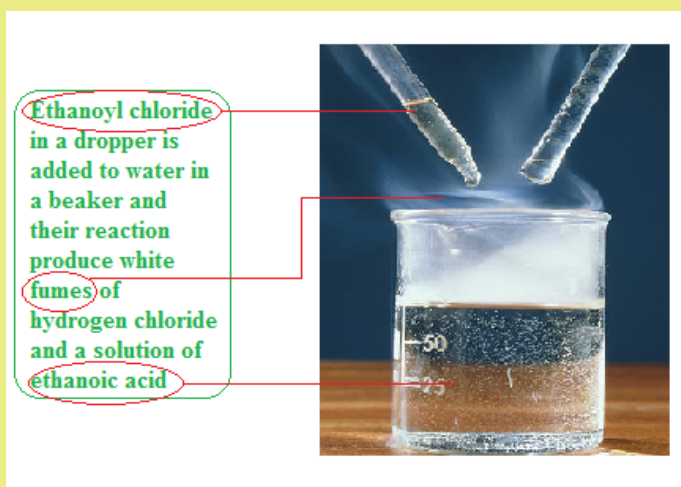 Ethanoyl chloride
in a dropper is
added to water in
a beaker and
their reaction
produce white
fumes of
hydrogen chloride
and a solution of
ethanoic acid
50
25